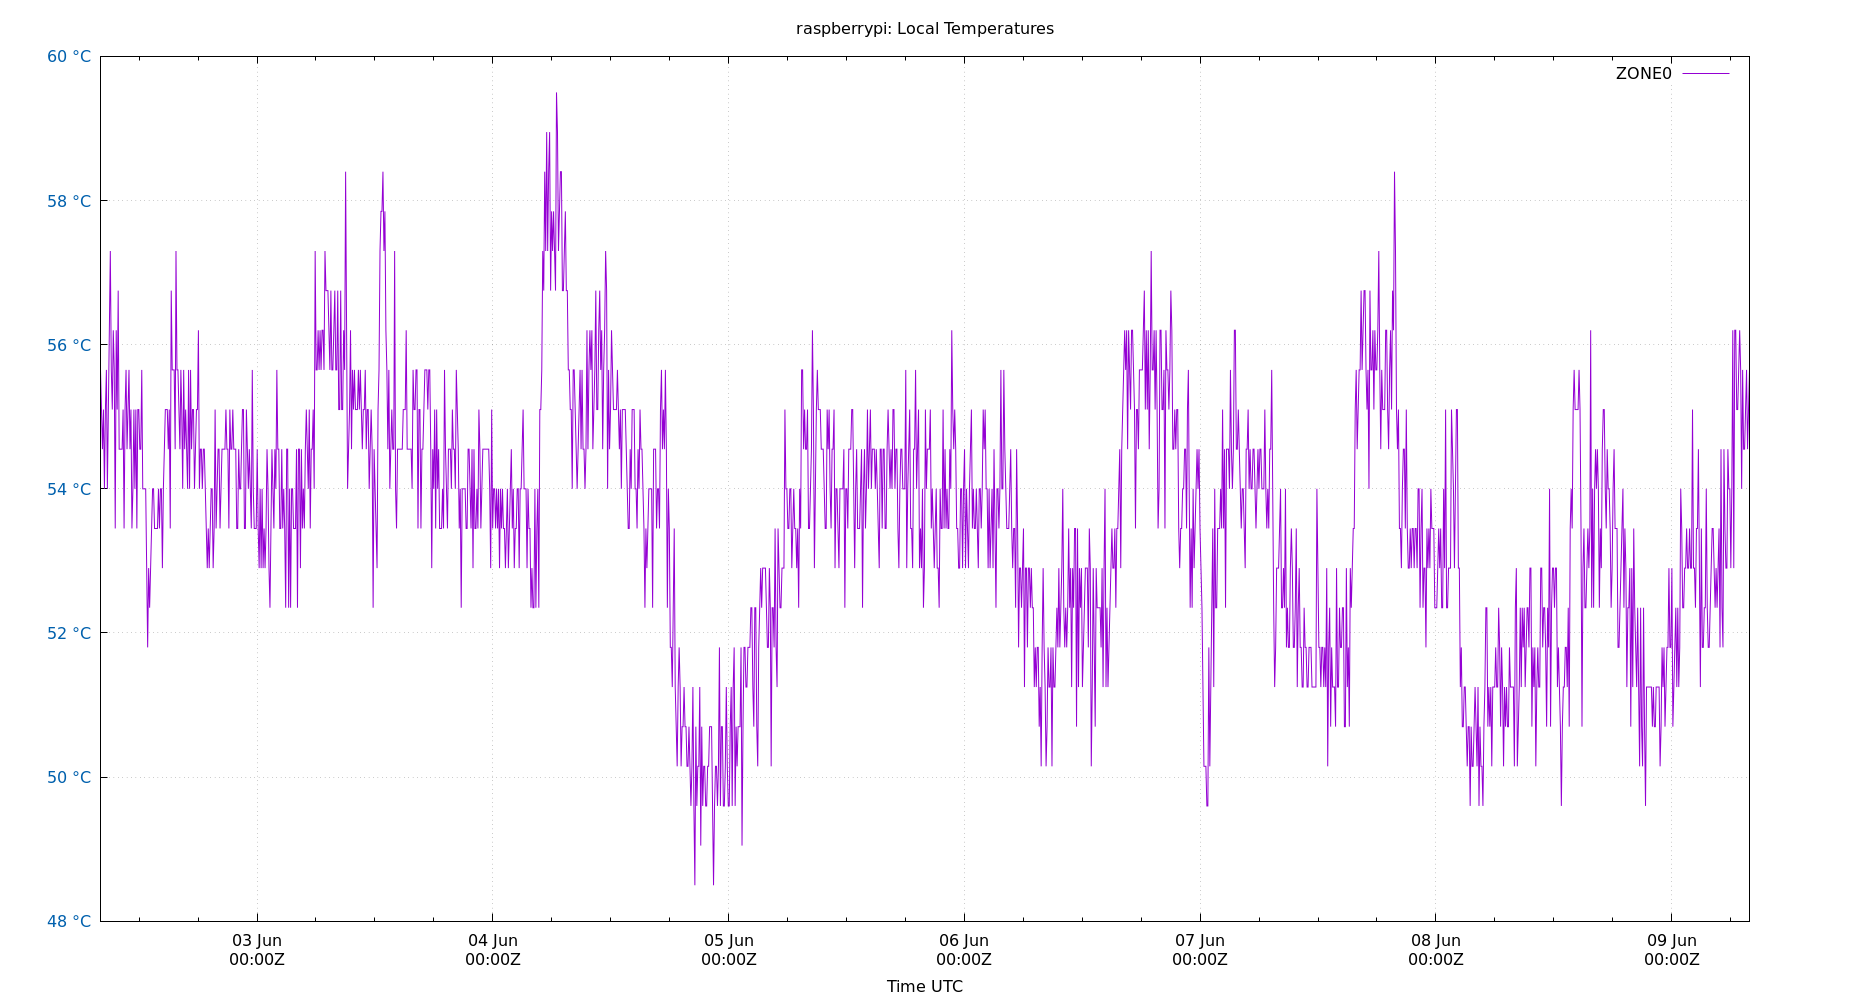 raspberrypi: Local Temperatures
60 °C
ZONE0
58 °C
56 °C
54 °C
52 °C
50 °C
48 °C
03 Jun 04 Jun 05 Jun 06 Jun 07 Jun 08 Jun 09 Jun
00:00Z 00:00Z 00:00Z 00:00Z 00:00Z 00:00Z 00:00Z
Time UTC